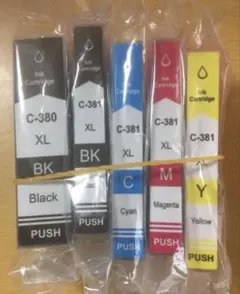 Ink
Cartridge
C-380
XL
BK
Black
PUSH
Ink
Cartridge
C-381
XL
BK
PUSH
Ink
Cartridge
C-381
XL
C
Cyan
PUSH
Ink
Cartridge
C-381
XL
M
Magenta
PUSH
Ink
Cartridge
C-381
XL
Y
Yellow
PUSH